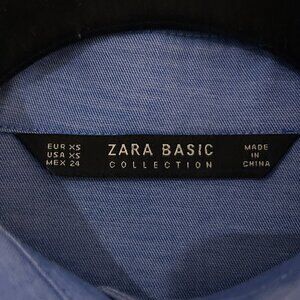 EUR XS
USA XS
MEX 24
ZARA BASIC
COLLECTION
MADE
IN
CHINA